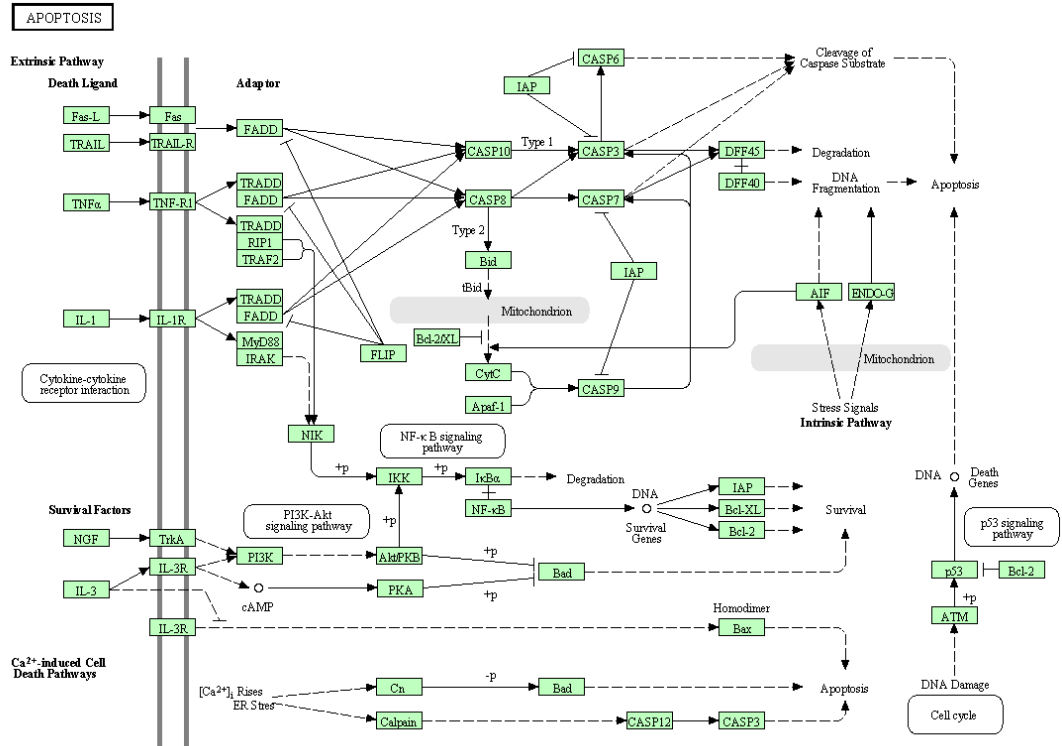 APOPTOSIS
Extrinsic Pathway
Death Ligand
Adaptor
Cleavage of
Caspase Substrate
CASP6
IAP
Fas-L
Fas
FADD
TRAIL
TRAIL-R
CASP10
Type 1
CASP3
DFF45
Degradation
DFF40
DNA
Fragmentation
Apoptosis
TRADD
FADD
TNFα
TNF-R1
CASP8
CASP7
TRADD
RIP1
TRAF2
Type 2
Bid
tBid
IAP
Mitochondrion
AIF
ENDO-G
TRADD
FADD
IL-1
IL-1R
MyD88
IRAK
FLIP
Bcl-2/XL
Mitochondrion
CytC
CASP9
Apaf-1
Cytokine-cytokine
receptor interaction
Stress Signals
Intrinsic Pathway
NIK
NF-κB signaling
pathway
+p
IKK
+p
IκBα
Degradation
NF-κB
DNA
Survival
Genes
IAP
Bcl-XL
Bcl-2
Survival
DNA
Death
Genes
Survival Factors
PI3K-Akt
signaling pathway
+p
p53 signaling
pathway
NGF
TrkA
PI3K
Akt/PKB
+p
IL-3R
IL-3
cAMP
PKA
+p
Bad
p53
Bcl-2
+p
ATM
IL-3R
Homodimer
Bax
Ca2+-induced Cell
Death Pathways
[Ca2+]i Rises
ER Stres
Cn
-p
Bad
Apoptosis
Calpain
CASP12
CASP3
DNA Damage
Cell cycle